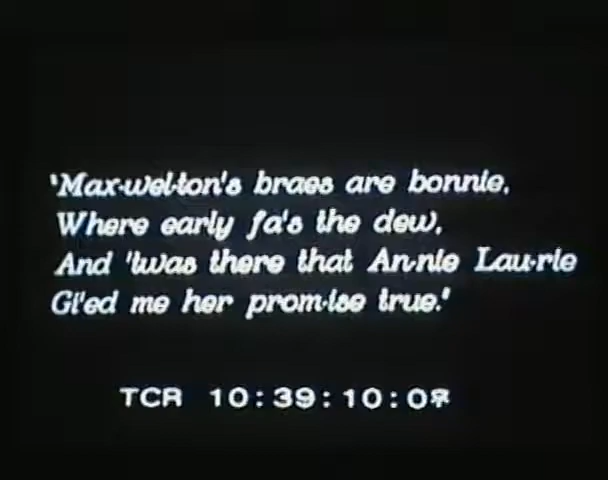 'Max-wel-ton's braes are bonnie,
Where early fa's the dew,
And 'twas there that An-nie Lau-rie
Gi'ed me her prom-ise true.'
TCR 10:39:10:0